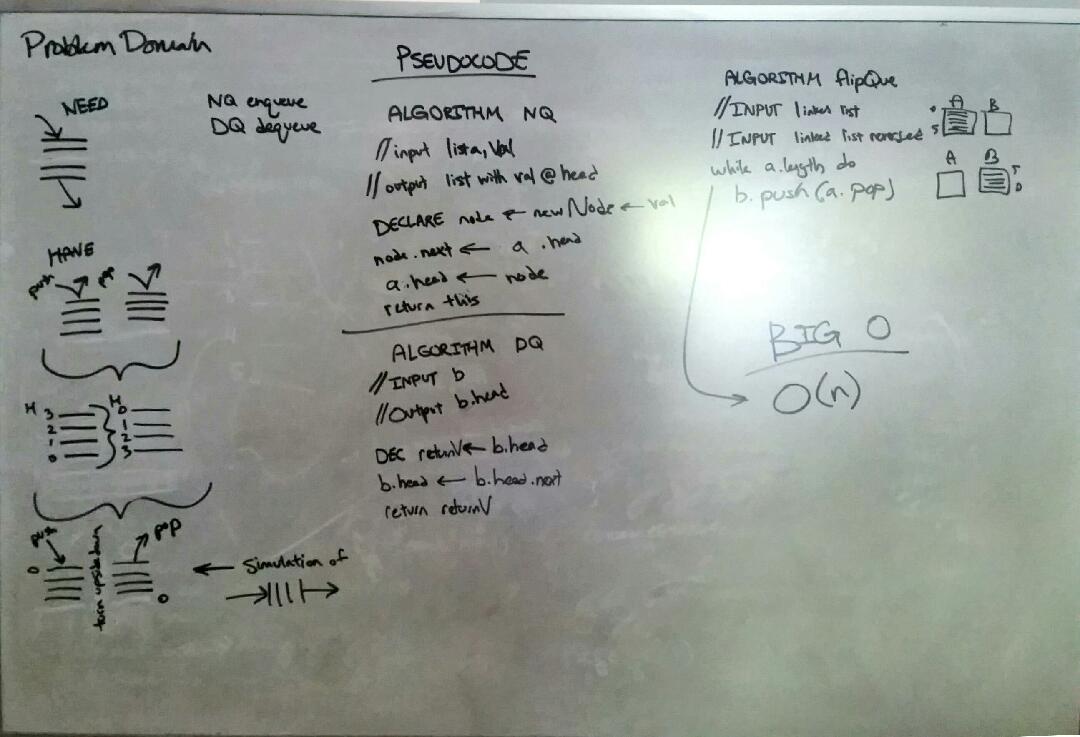 Problem Domain
NEED
NQ enqueue
DQ dequeue
HAVE
push pop
H 3 2 1 0
H 0 1 2 3
push
pop
0
turn upside down
0
Simulation of
PSEUDOCODE
ALGORITHM NQ
//input list a, val
//output list with val @ head
DECLARE node ← new Node ← val
node.next ← a .head
a.head ← node
return this
ALGORITHM DQ
//INPUT b
//Output b.head
DEC returnV ← b.head
b.head ← b.head.next
return returnV
ALGORITHM flipQue
//INPUT linked list
//INPUT linked list reversed
while a.length do
b.push(a.pop)
A B
A B
BIG O
O(n)